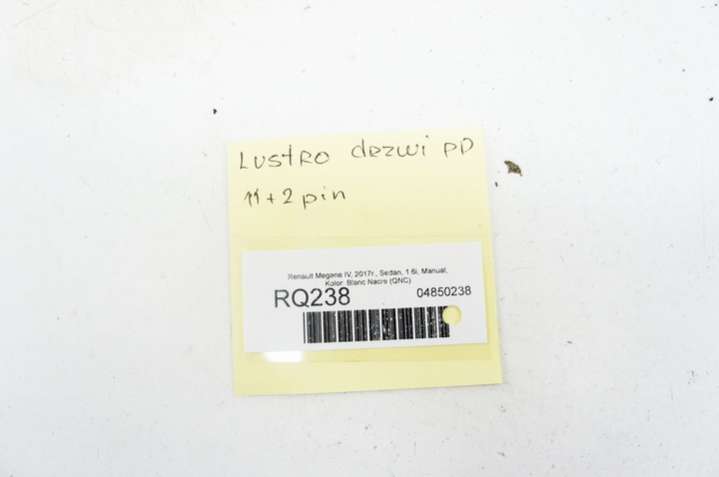 Lustro drzwi PP
11+2 pin
Renault Megane IV, 2017r., Sedan, 1.6i, Manual,
Kolor: Blanc Nacre (QNC)
RQ238 04850238